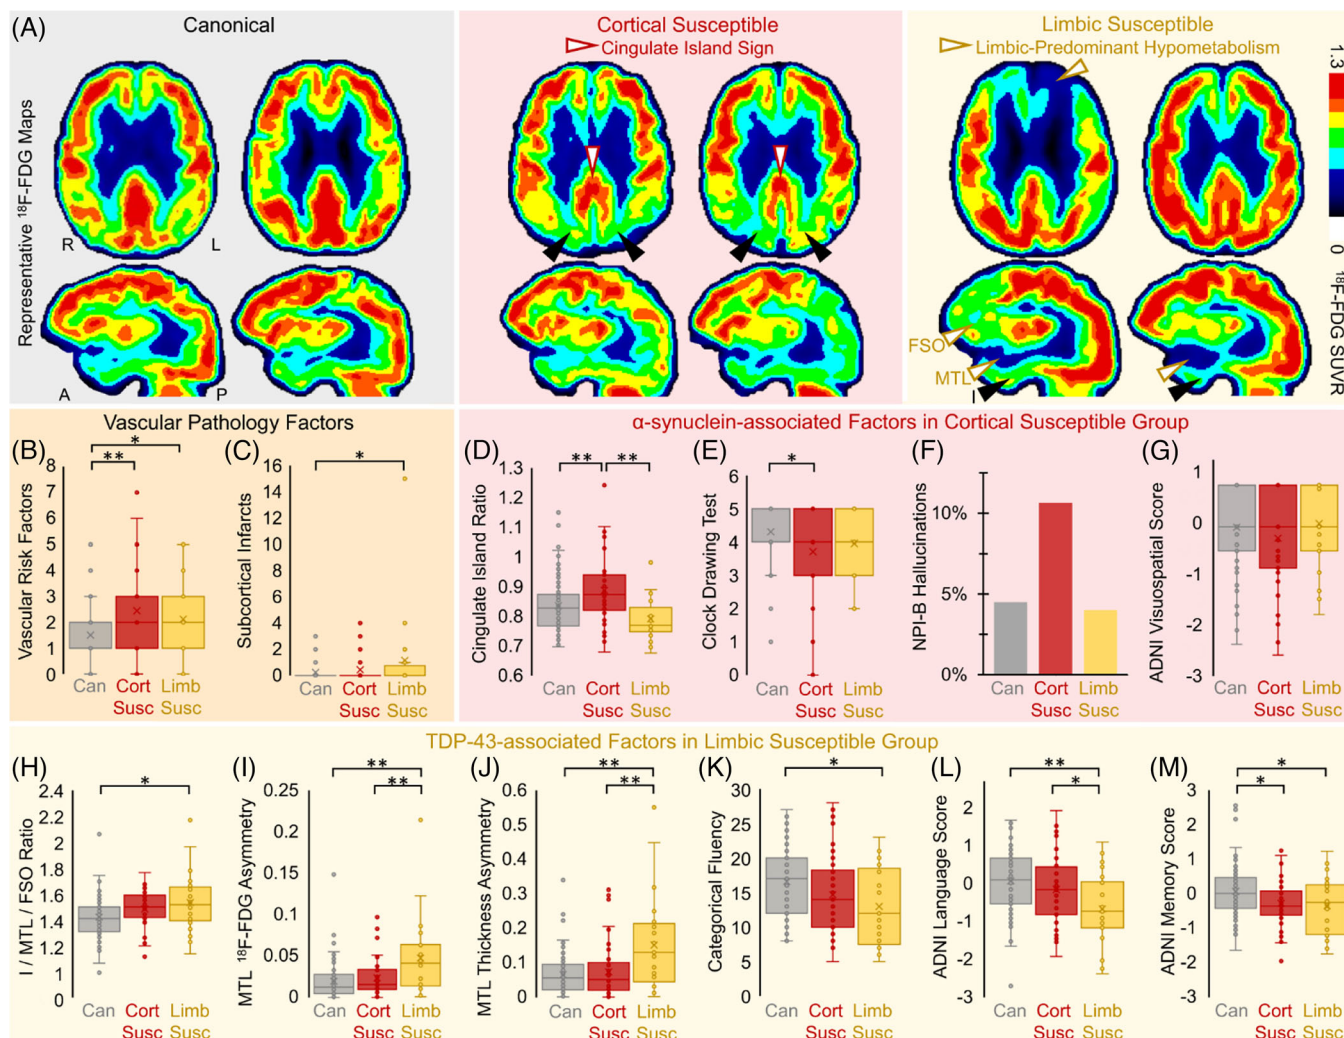 (A)
Canonical
Cortical Susceptible
Cingulate Island Sign
Limbic Susceptible
Limbic-Predominant Hypometabolism
Representative ¹⁸F-FDG Maps
R
L
A
P
FSO
MTL
I
1.3
0
¹⁸F-FDG SUVR
Vascular Pathology Factors
(B)
Vascular Risk Factors
8
7
6
5
4
3
2
1
0
*
**
Can
Cort
Susc
Limb
Susc
(C)
Subcortical Infarcts
16
14
12
10
8
6
4
2
0
*
Can
Cort
Susc
Limb
Susc
α-synuclein-associated Factors in Cortical Susceptible Group
(D)
Cingulate Island Ratio
1.3
1.2
1.1
1
0.9
0.8
0.7
0.6
**
**
Can
Cort
Susc
Limb
Susc
(E)
Clock Drawing Test
6
5
4
3
2
1
0
*
Can
Cort
Susc
Limb
Susc
(F)
NPI-B Hallucinations
10%
5%
0%
Can
Cort
Susc
Limb
Susc
(G)
ADNI Visuospatial Score
1
0
-1
-2
-3
Can
Cort
Susc
Limb
Susc
TDP-43-associated Factors in Limbic Susceptible Group
(H)
I / MTL / FSO Ratio
2.4
2.2
2
1.8
1.6
1.4
1.2
1
0
*
Can
Cort
Susc
Limb
Susc
(I)
MTL ¹⁸F-FDG Asymmetry
0.25
0.2
0.15
0.1
0.05
0
**
**
Can
Cort
Susc
Limb
Susc
(J)
MTL Thickness Asymmetry
0.6
0.5
0.4
0.3
0.2
0.1
0
**
**
Can
Cort
Susc
Limb
Susc
(K)
Categorical Fluency
30
25
20
15
10
5
0
*
Can
Cort
Susc
Limb
Susc
(L)
ADNI Language Score
2
1
0
-1
-2
-3
**
*
Can
Cort
Susc
Limb
Susc
(M)
ADNI Memory Score
3
2
1
0
-1
-2
-3
*
*
Can
Cort
Susc
Limb
Susc